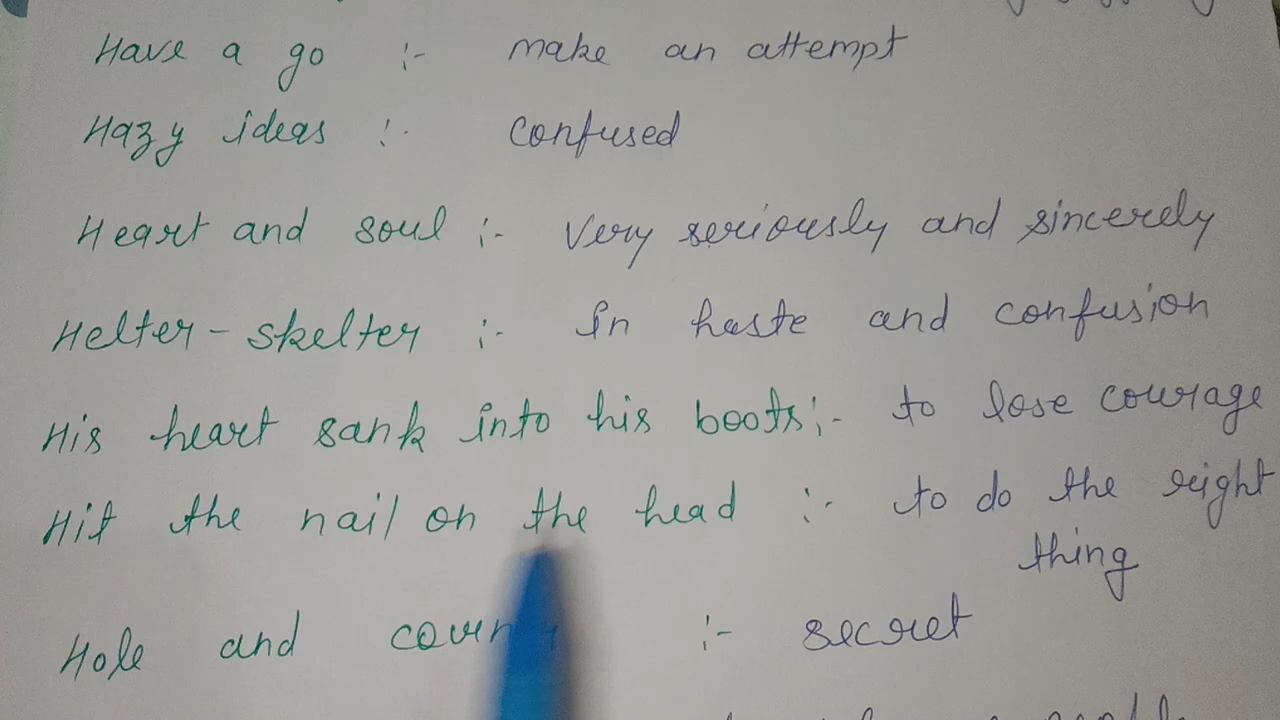 Have a go :- make an attempt
Hazy ideas :- confused
Heart and soul :- Very seriously and sincerely
Helter-skelter :- In haste and confusion
His heart sank into his boots:- to lose courage
Hit the nail on the head :- to do the right
thing
Hole and :- secret